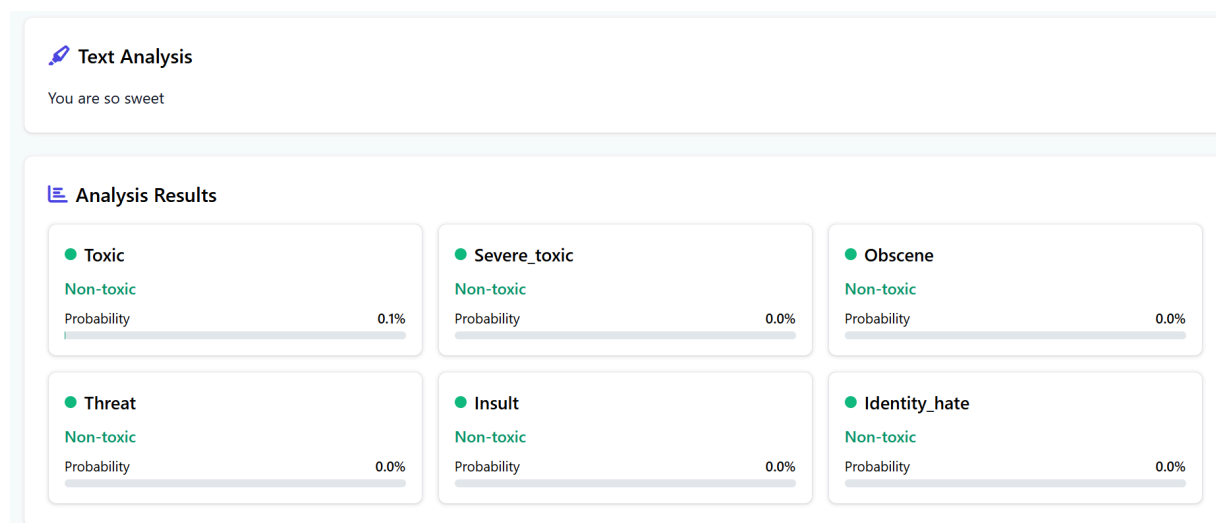 Text Analysis
You are so sweet
Analysis Results
Toxic
Non-toxic
Probability 0.1%
Severe_toxic
Non-toxic
Probability 0.0%
Obscene
Non-toxic
Probability 0.0%
Threat
Non-toxic
Probability 0.0%
Insult
Non-toxic
Probability 0.0%
Identity_hate
Non-toxic
Probability 0.0%